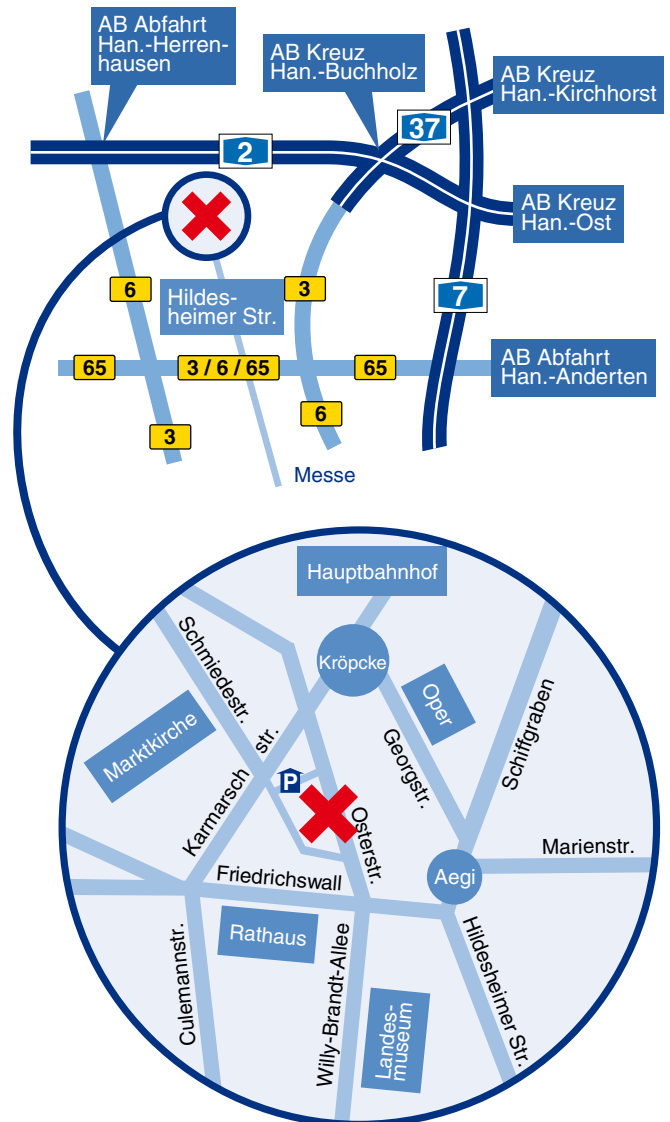 AB Abfahrt
Han.-Herren-
hausen
AB Kreuz
Han.-Buchholz
AB Kreuz
Han.-Kirchhorst
37
2
AB Kreuz
Han.-Ost
6
Hildes-
heimer Str.
3
7
65
3 / 6 / 65
65
AB Abfahrt
Han.-Anderten
3
6
Messe
Hauptbahnhof
Schmiedestr.
Kröpcke
Oper
Marktkirche
Karmarsch
str.
Georgstr.
Schiffgraben
P
Osterstr.
Marienstr.
Friedrichswall
Aegi
Rathaus
Culemannstr.
Willy-Brandt-Allee
Landes-
museum
Hildesheimer Str.